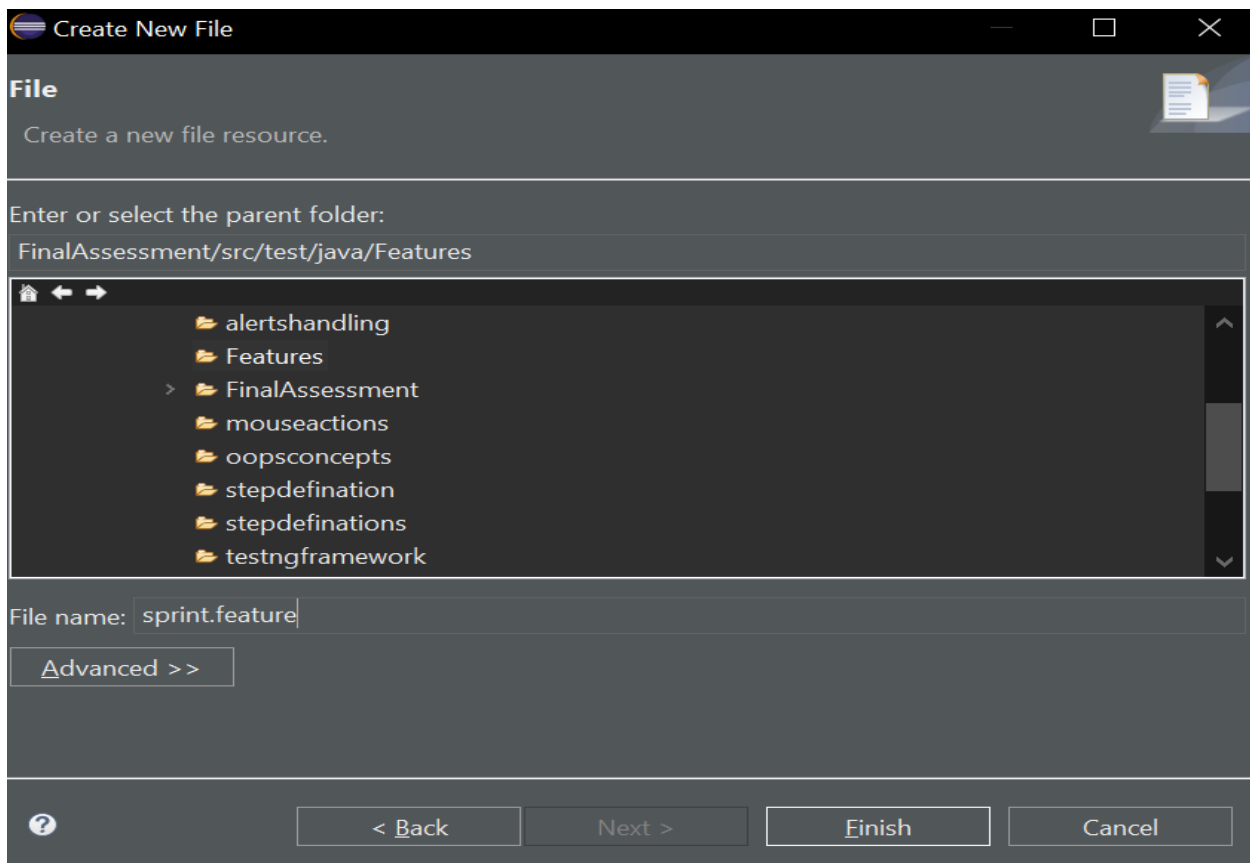 Create New File
File
Create a new file resource.
Enter or select the parent folder:
FinalAssessment/src/test/java/Features
alertshandling
Features
FinalAssessment
mouseactions
oopsconcepts
stepdefination
stepdefinations
testngframework
File name: sprint.feature
Advanced >>
? < Back Next > Finish Cancel